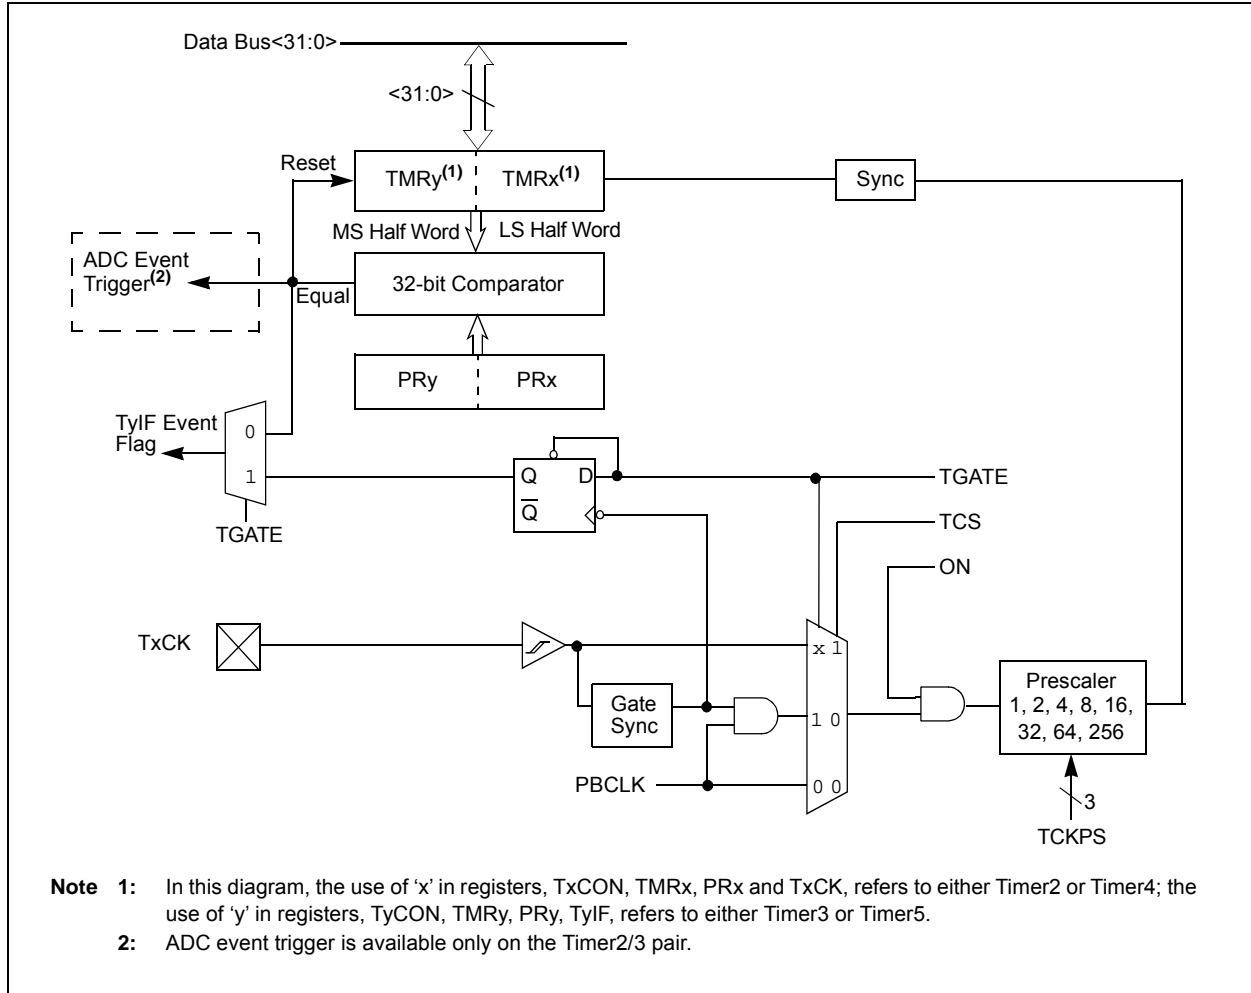 Data Bus<31:0>
<31:0>
Reset
TMRy(1) TMRx(1)
Sync
MS Half Word LS Half Word
ADC Event
Trigger(2)
Equal
32-bit Comparator
PRy PRx
TyIF Event
Flag
0
1
TGATE
Q D
Q
TGATE
TCS
ON
TxCK
x 1
Gate
Sync
1 0
Prescaler
1, 2, 4, 8, 16,
32, 64, 256
PBCLK
0 0
3
TCKPS
Note 1: In this diagram, the use of ‘x’ in registers, TxCON, TMRx, PRx and TxCK, refers to either Timer2 or Timer4; the
use of ‘y’ in registers, TyCON, TMRy, PRy, TyIF, refers to either Timer3 or Timer5.
2: ADC event trigger is available only on the Timer2/3 pair.